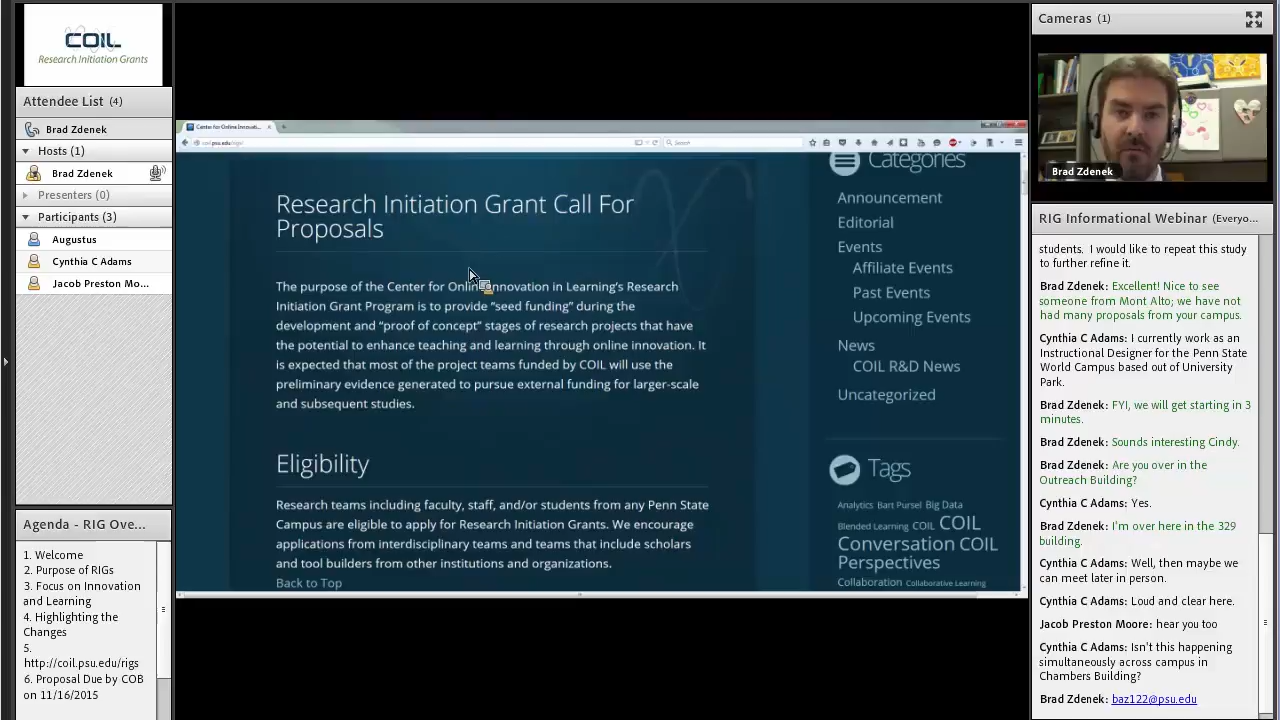 COIL
Research Initiation Grants
Attendee List (4)
Brad Zdenek
Hosts (1)
Brad Zdenek
Presenters (0)
Participants (3)
Augustus
Cynthia C Adams
Jacob Preston Mo...
Agenda - RIG Ove...
1. Welcome
2. Purpose of RIGs
3. Focus on Innovation
and Learning
4. Highlighting the
Changes
5.
http://coil.psu.edu/rigs
6. Proposal Due by COB
on 11/16/2015
Center for Online Innovati...
coil.psu.edu/rigs/
Search
Research Initiation Grant Call For
Proposals
The purpose of the Center for Online Innovation in Learning's Research
Initiation Grant Program is to provide "seed funding" during the
development and "proof of concept" stages of research projects that have
the potential to enhance teaching and learning through online innovation. It
is expected that most of the project teams funded by COIL will use the
preliminary evidence generated to pursue external funding for larger-scale
and subsequent studies.
Eligibility
Research teams including faculty, staff, and/or students from any Penn State
Campus are eligible to apply for Research Initiation Grants. We encourage
applications from interdisciplinary teams and teams that include scholars
and tool builders from other institutions and organizations.
Back to Top
Categories
Announcement
Editorial
Events
Affiliate Events
Past Events
Upcoming Events
News
COIL R&D News
Uncategorized
Tags
Analytics Bart Pursel Big Data
Blended Learning COIL COIL
Conversation COIL
Perspectives
Collaboration Collaborative Learning
Cameras (1)
Brad Zdenek
RIG Informational Webinar (Everyo...
students. I would like to repeat this study
to further refine it.
Brad Zdenek: Excellent! Nice to see
someone from Mont Alto; we have not
had many proposals from your campus.
Cynthia C Adams: I currently work as an
Instructional Designer for the Penn State
World Campus based out of University
Park.
Brad Zdenek: FYI, we will get starting in 3
minutes.
Brad Zdenek: Sounds interesting Cindy.
Brad Zdenek: Are you over in the
Outreach Building?
Cynthia C Adams: Yes.
Brad Zdenek: I'm over here in the 329
building.
Cynthia C Adams: Well, then maybe we
can meet later in person.
Cynthia C Adams: Loud and clear here.
Jacob Preston Moore: hear you too
Cynthia C Adams: Isn't this happening
simultaneously across campus in
Chambers Building?
Brad Zdenek: baz122@psu.edu